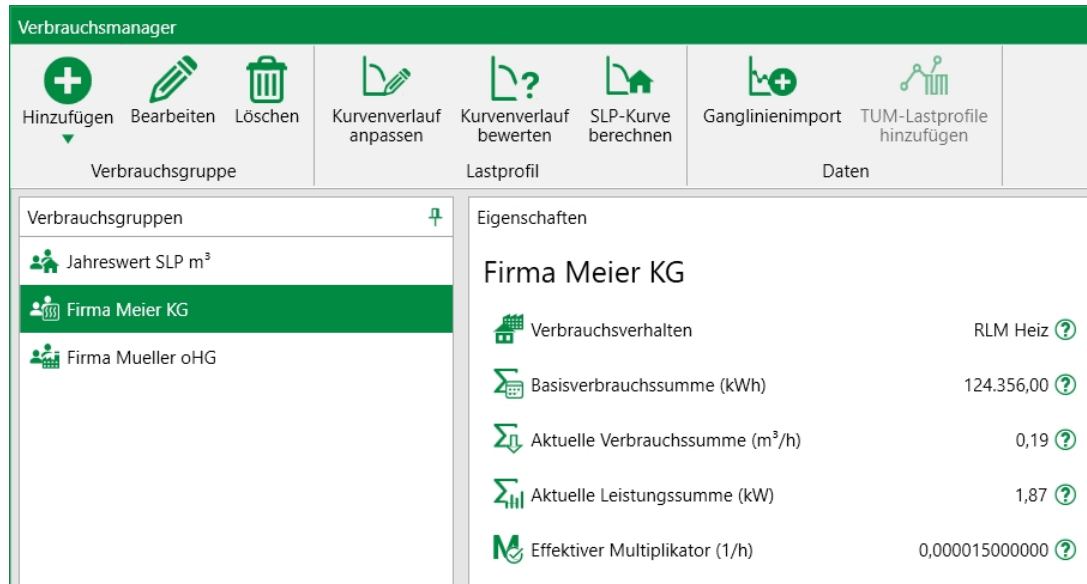 Verbrauchsmanager
Hinzufügen Bearbeiten Löschen Kurvenverlauf anpassen Kurvenverlauf bewerten SLP-Kurve berechnen Ganglinienimport TUM-Lastprofile hinzufügen
Verbrauchsgruppe Lastprofil Daten
Verbrauchsgruppen
Jahreswert SLP m³
Firma Meier KG
Firma Mueller oHG
Eigenschaften
Firma Meier KG
Verbrauchsverhalten RLM Heiz
Basisverbrauchssumme (kWh) 124.356,00
Aktuelle Verbrauchssumme (m³/h) 0,19
Aktuelle Leistungssumme (kW) 1,87
Effektiver Multiplikator (1/h) 0,000015000000